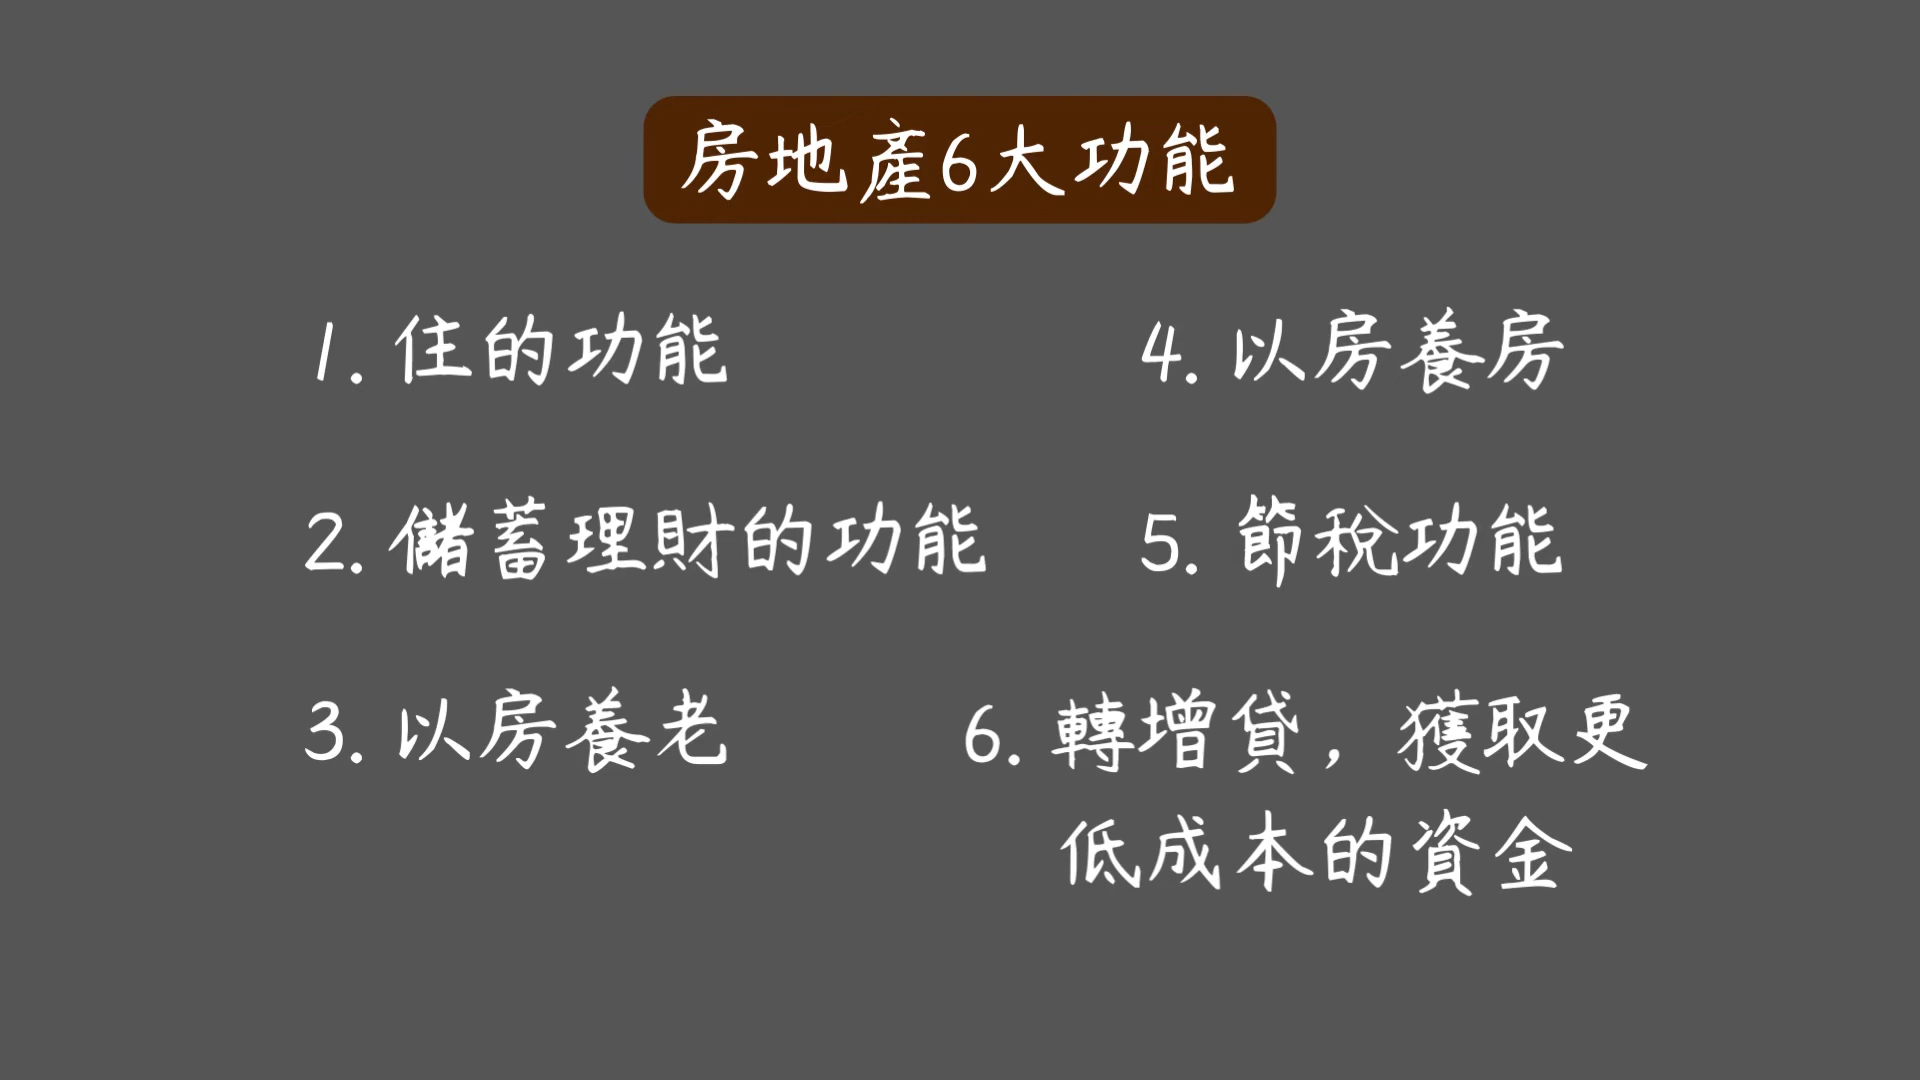 房地產6大功能
1. 住的功能
2. 儲蓄理財的功能
3. 以房養老
4. 以房養房
5. 節稅功能
6. 轉增貸，獲取更
低成本的資金